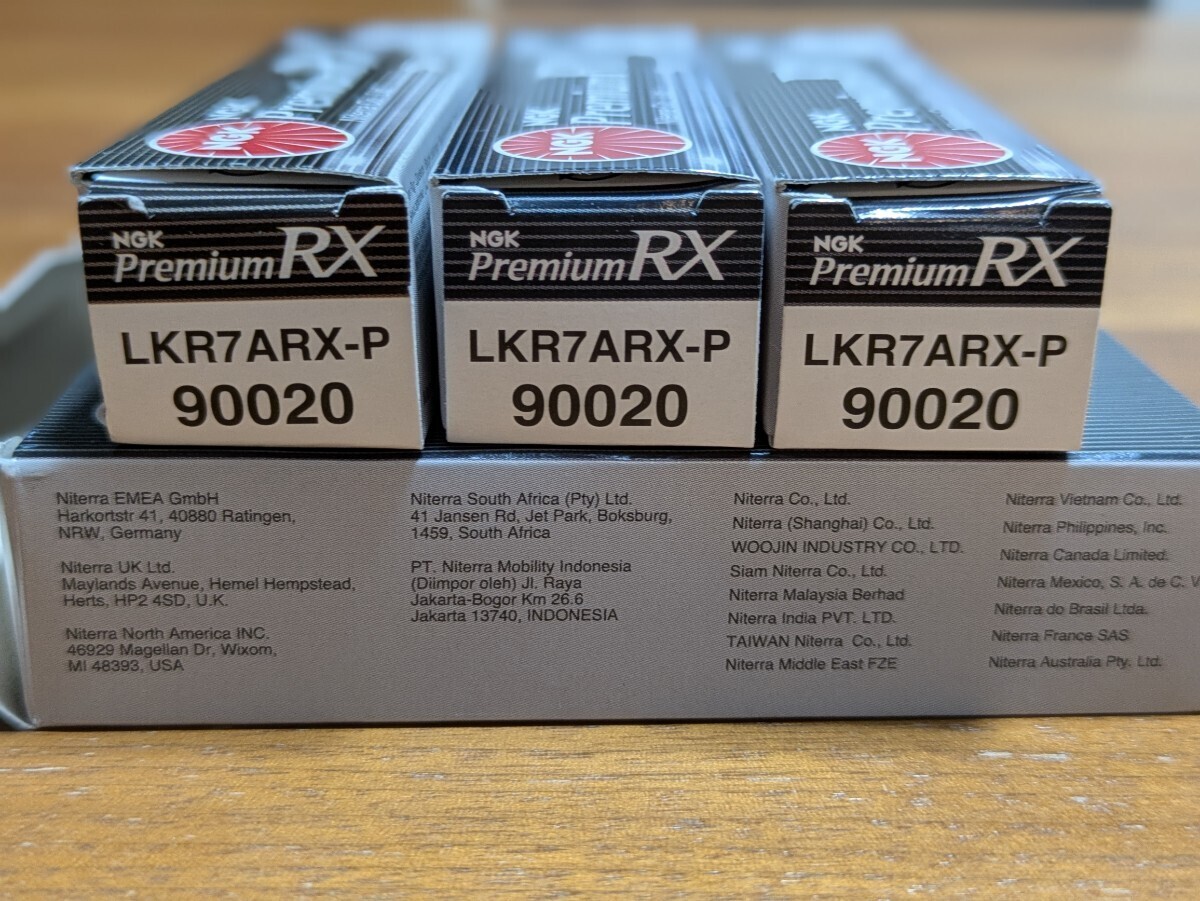 NGK
NGK
NGK
NGK
Premium RX
LKR7ARX-P
90020
NGK
Premium RX
LKR7ARX-P
90020
NGK
Premium RX
LKR7ARX-P
90020
Niterra EMEA GmbH
Harkortstr 41, 40880 Ratingen,
NRW, Germany
Niterra UK Ltd.
Maylands Avenue, Hemel Hempstead,
Herts, HP2 4SD, U.K.
Niterra North America INC.
46929 Magellan Dr, Wixom,
MI 48393, USA
Niterra South Africa (Pty) Ltd.
41 Jansen Rd, Jet Park, Boksburg,
1459, South Africa
PT. Niterra Mobility Indonesia
(Diimpor oleh) Jl. Raya
Jakarta-Bogor Km 26.6
Jakarta 13740, INDONESIA
Niterra Co., Ltd.
Niterra (Shanghai) Co., Ltd.
WOOJIN INDUSTRY CO., LTD.
Siam Niterra Co., Ltd.
Niterra Malaysia Berhad
Niterra India PVT. LTD.
TAIWAN Niterra Co., Ltd.
Niterra Middle East FZE
Niterra Vietnam Co., Ltd.
Niterra Philippines, Inc.
Niterra Canada Limited.
Niterra Mexico, S. A. de C. V
Niterra do Brasil Ltda.
Niterra France SAS
Niterra Australia Pty. Ltd.